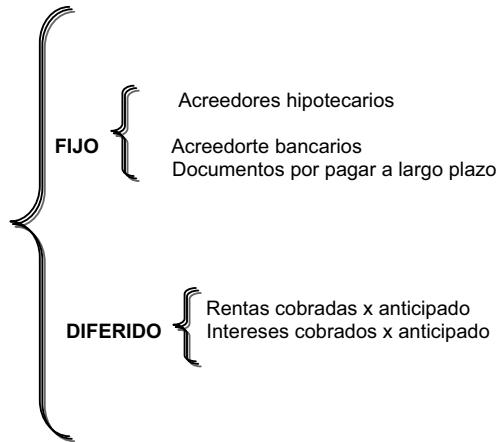 Acreedores hipotecarios
FIJO
Acreedorte bancarios
Documentos por pagar a largo plazo
Rentas cobradas x anticipado
DIFERIDO
Intereses cobrados x anticipado